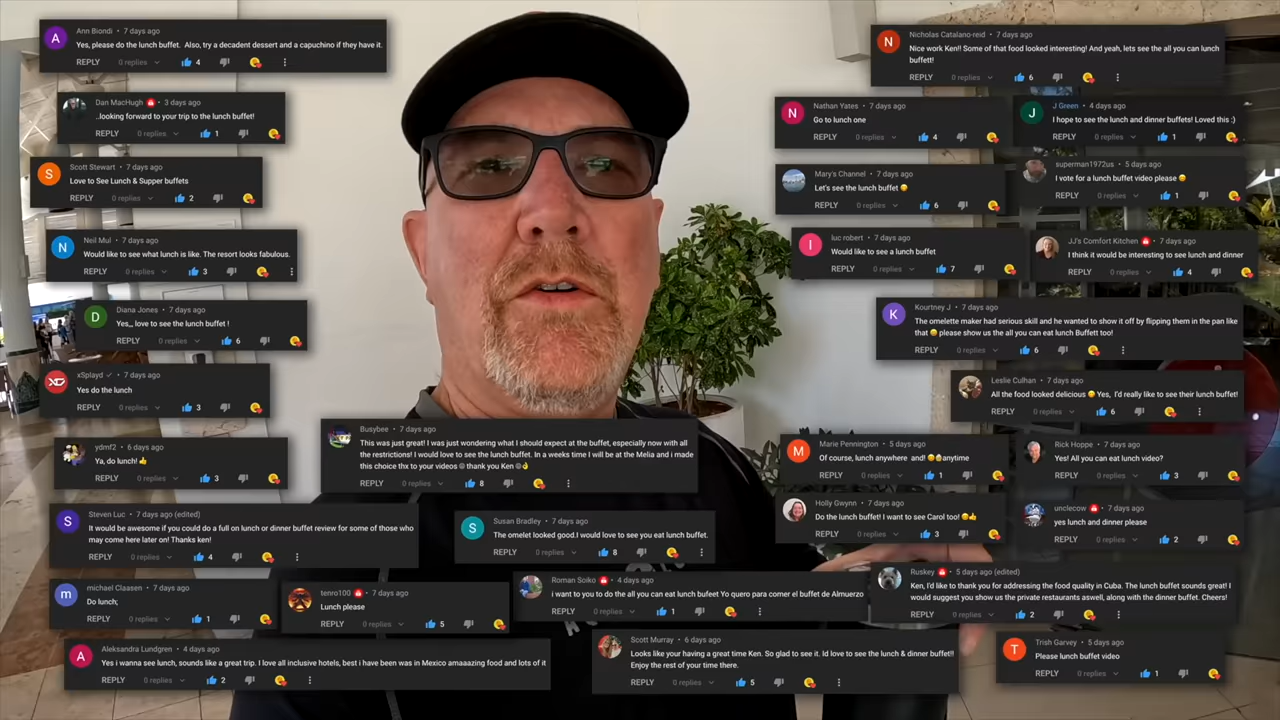 Ann Biondi • 7 days ago
Yes, please do the lunch buffet. Also, try a decadent dessert and a capuchino if they have it.
REPLY 0 replies 4
Dan MacHugh • 3 days ago
..looking forward to your trip to the lunch buffet!
REPLY 0 replies 1
Scott Stewart • 7 days ago
Love to See Lunch & Supper buffets
REPLY 0 replies 2
Neil Mul • 7 days ago
Would like to see what lunch is like. The resort looks fabulous.
REPLY 0 replies 3
Diana Jones • 7 days ago
Yes,, love to see the lunch buffet !
REPLY 0 replies 6
xSplayd • 7 days ago
Yes do the lunch
REPLY 0 replies 3
ydmf2 • 6 days ago
Ya, do lunch!
REPLY 0 replies 3
Busybee • 7 days ago
This was just great! I was just wondering what I should expect at the buffet, especially now with all
the restrictions! I would love to see the lunch buffet. In a weeks time I will be at the Melia and i made
this choice thx to your videos thank you Ken
REPLY 0 replies 8
Steven Luc • 7 days ago (edited)
It would be awesome if you could do a full on lunch or dinner buffet review for some of those who
may come here later on! Thanks ken!
REPLY 0 replies 4
Susan Bradley • 7 days ago
The omelet looked good.I would love to see you eat lunch buffet.
REPLY 0 replies 8
michael Claasen • 7 days ago
Do lunch;
REPLY 0 replies 1
tenro100 • 7 days ago
Lunch please
REPLY 0 replies 5
Roman Soiko • 4 days ago
i want to you to do the all you can eat lunch bufeet Yo quero para comer el buffet de Almuerzo
REPLY 0 replies 1
Aleksandra Lundgren • 4 days ago
Yes i wanna see lunch, sounds like a great trip. I love all inclusive hotels, best i have been was in Mexico amaaazing food and lots of it
REPLY 0 replies 2
Scott Murray • 6 days ago
Looks like your having a great time Ken. So glad to see it. Id love to see the lunch & dinner buffet!!
Enjoy the rest of your time there.
REPLY 0 replies 5
Nicholas Catalano-reid • 7 days ago
Nice work Ken!! Some of that food looked interesting! And yeah, lets see the all you can lunch
buffett!
REPLY 0 replies 6
Nathan Yates • 7 days ago
Go to lunch one
REPLY 0 replies 4
J Green • 4 days ago
I hope to see the lunch and dinner buffets! Loved this :)
REPLY 0 replies 1
Mary's Channel • 7 days ago
Let's see the lunch buffet
REPLY 0 replies 6
superman1972us • 5 days ago
I vote for a lunch buffet video please
REPLY 0 replies 1
luc robert • 7 days ago
Would like to see a lunch buffet
REPLY 0 replies 7
JJ's Comfort Kitchen • 7 days ago
I think it would be interesting to see lunch and dinner
REPLY 0 replies 4
Kourtney J • 7 days ago
The omelette maker had serious skill and he wanted to show it off by flipping them in the pan like
that please show us the all you can eat lunch Buffett too!
REPLY 0 replies 6
Leslie Culhan • 7 days ago
All the food looked delicious Yes, I'd really like to see their lunch buffet!
REPLY 0 replies 6
Marie Pennington • 5 days ago
Of course, lunch anywhere and! anytime
REPLY 0 replies 1
Rick Hoppe • 7 days ago
Yes! All you can eat lunch video?
REPLY 0 replies 3
Holly Gwynn • 7 days ago
Do the lunch buffet! I want to see Carol too!
REPLY 0 replies 3
unclecow • 7 days ago
yes lunch and dinner please
REPLY 0 replies 2
Ruskey • 5 days ago (edited)
Ken, I'd like to thank you for addressing the food quality in Cuba. The lunch buffet sounds great! I
would suggest you show us the private restaurants aswell, along with the dinner buffet. Cheers!
REPLY 0 replies 2
Trish Garvey • 5 days ago
Please lunch buffet video
REPLY 0 replies 1